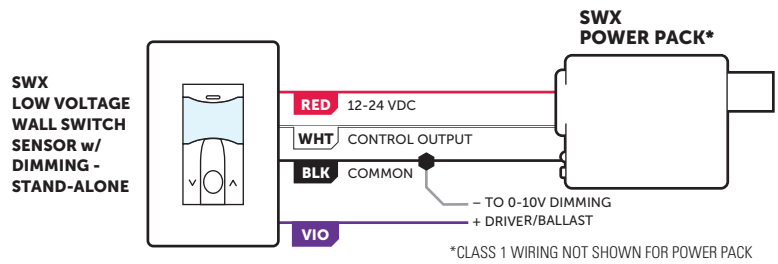 SWX
POWER PACK*
SWX
LOW VOLTAGE
WALL SWITCH
SENSOR w/
DIMMING -
STAND-ALONE
RED 12-24 VDC
WHT CONTROL OUTPUT
BLK COMMON
– TO 0-10V DIMMING
+ DRIVER/BALLAST
VIO
*CLASS 1 WIRING NOT SHOWN FOR POWER PACK